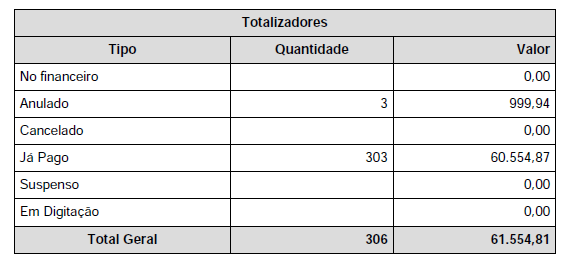 Totalizadores
Tipo Quantidade Valor
No financeiro 0,00
Anulado 3 999,94
Cancelado 0,00
Já Pago 303 60.554,87
Suspenso 0,00
Em Digitação 0,00
Total Geral 306 61.554,81